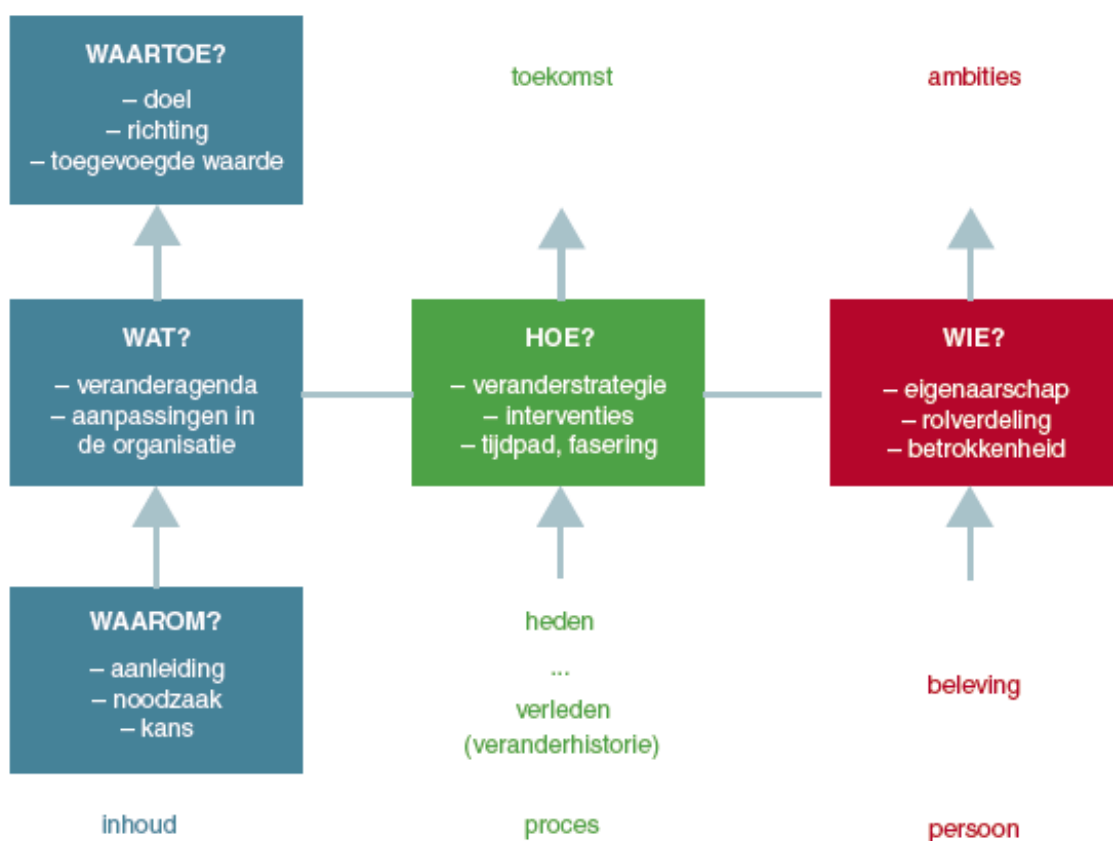 WAARTOE?
– doel
– richting
– toegevoegde waarde
toekomst
ambities
WAT?
– veranderagenda
– aanpassingen in
de organisatie
HOE?
– veranderstrategie
– interventies
– tijdpad, fasering
WIE?
– eigenaarschap
– rolverdeling
– betrokkenheid
WAAROM?
– aanleiding
– noodzaak
– kans
heden
...
verleden
(veranderhistorie)
beleving
inhoud
proces
persoon